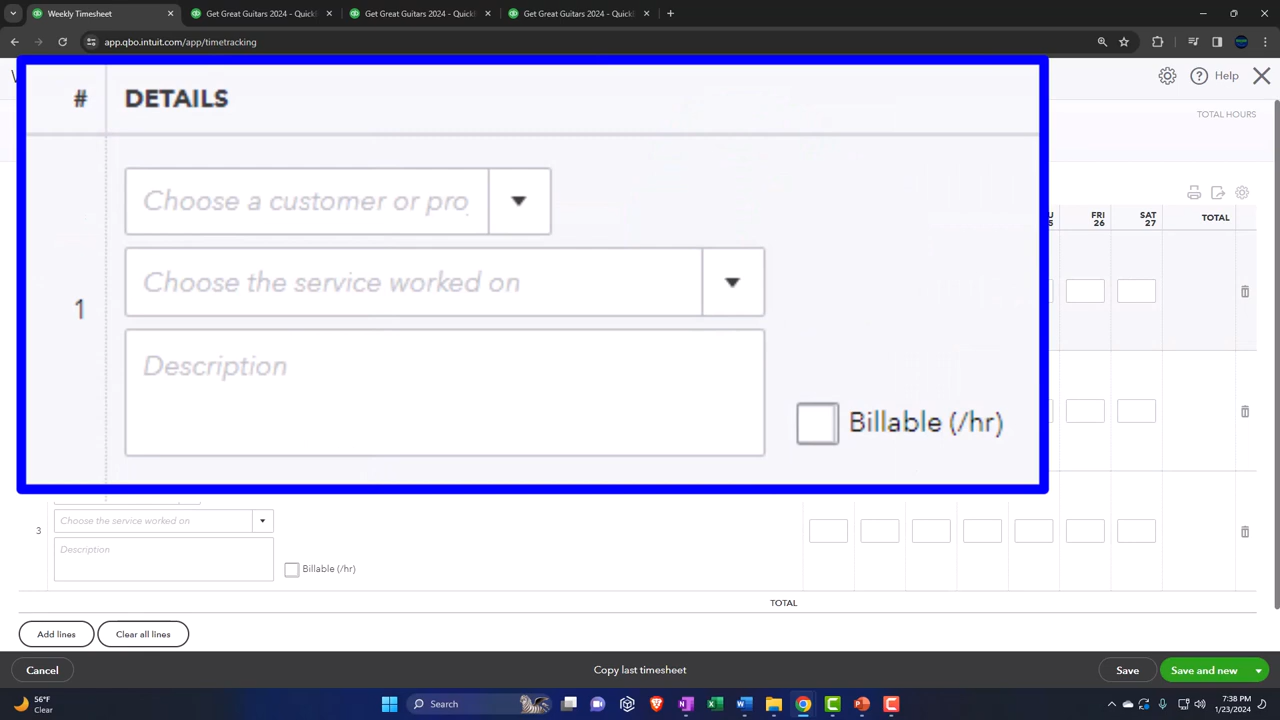 Weekly Timesheet
Get Great Guitars 2024 - Quick
Get Great Guitars 2024 - Quick
Get Great Guitars 2024 - Quick
app.qbo.intuit.com/app/timetracking
Help
TOTAL HOURS
# DETAILS
FRI SAT TOTAL
26 27
Choose a customer or pro
Choose the service worked on
1
Description
Billable (/hr)
Choose the service worked on
3
Description
Billable (/hr)
TOTAL
Add lines Clear all lines
Cancel Copy last timesheet Save Save and new
56°F
Clear
Search
7:38 PM
1/23/2024